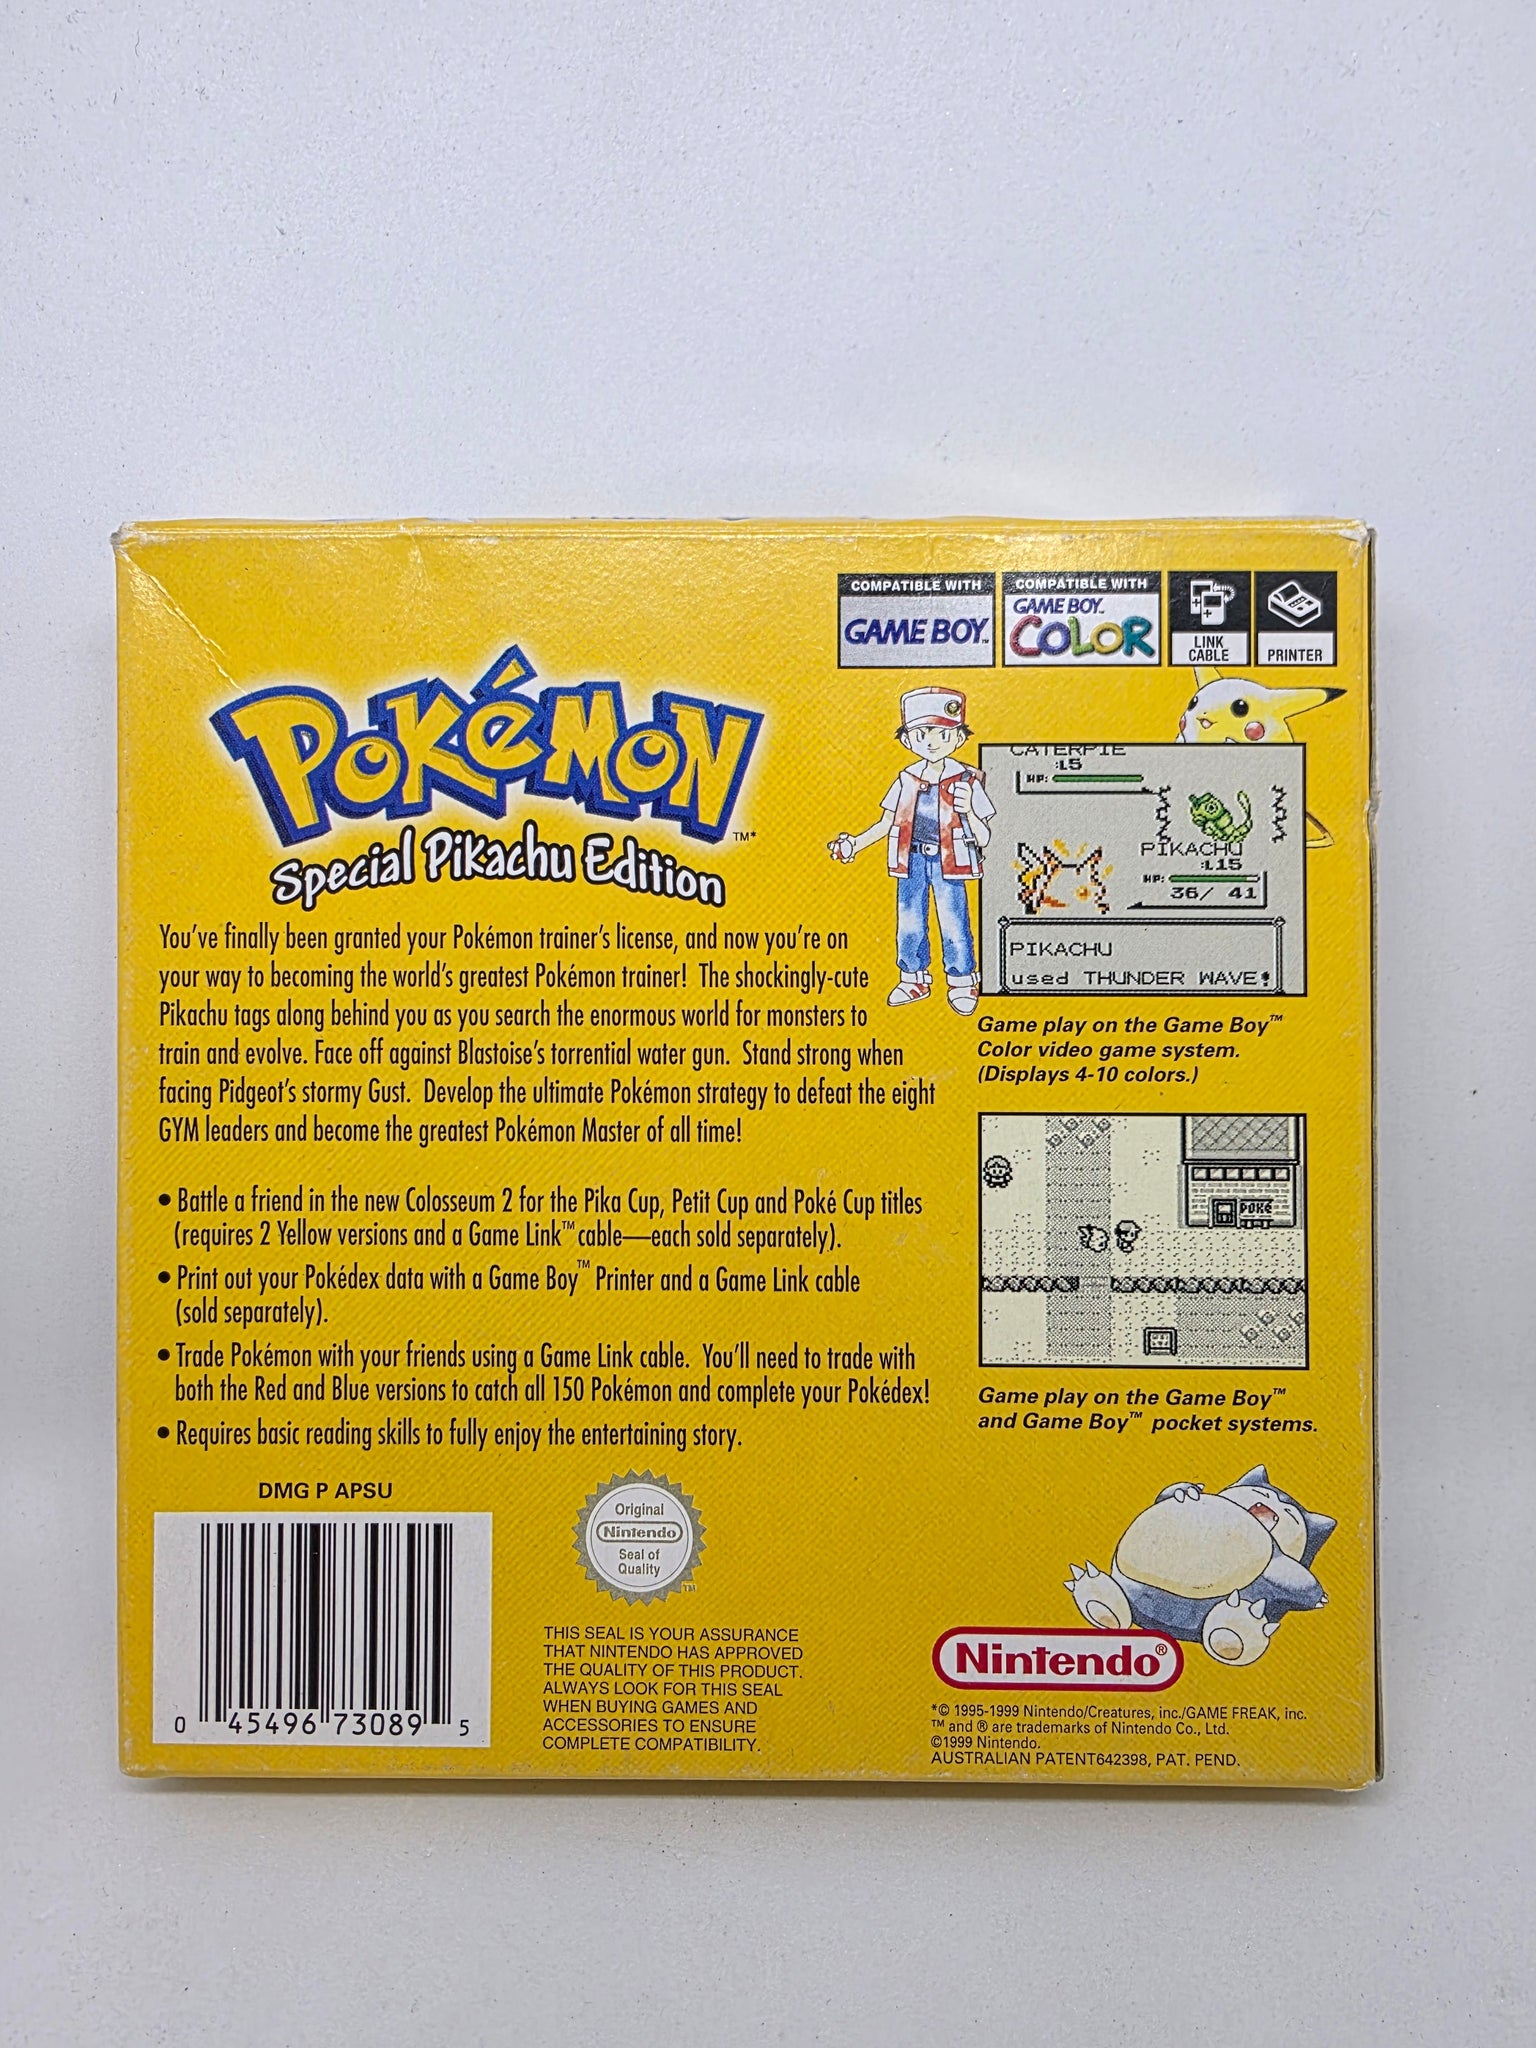 COMPATIBLE WITH
GAME BOY™
COMPATIBLE WITH
GAME BOY™
COLOR
LINK
CABLE
PRINTER
POKéMON
™*
Special Pikachu Edition
You've finally been granted your Pokémon trainer's license, and now you're on
your way to becoming the world's greatest Pokémon trainer! The shockingly-cute
Pikachu tags along behind you as you search the enormous world for monsters to
train and evolve. Face off against Blastoise's torrential water gun. Stand strong when
facing Pidgeot's stormy Gust. Develop the ultimate Pokémon strategy to defeat the eight
GYM leaders and become the greatest Pokémon Master of all time!
• Battle a friend in the new Colosseum 2 for the Pika Cup, Petit Cup and Poké Cup titles
(requires 2 Yellow versions and a Game Link™ cable—each sold separately).
• Print out your Pokédex data with a Game Boy™ Printer and a Game Link cable
(sold separately).
• Trade Pokémon with your friends using a Game Link cable. You'll need to trade with
both the Red and Blue versions to catch all 150 Pokémon and complete your Pokédex!
• Requires basic reading skills to fully enjoy the entertaining story.
CATERPIE
:L5
HP:
PIKACHU
:L15
HP:
36/ 41
PIKACHU
used THUNDER WAVE!
Game play on the Game Boy™
Color video game system.
(Displays 4-10 colors.)
POKé
Game play on the Game Boy™
and Game Boy™ pocket systems.
DMG P APSU
0 45496 73089 5
Original
Nintendo
Seal of
Quality
TM
THIS SEAL IS YOUR ASSURANCE
THAT NINTENDO HAS APPROVED
THE QUALITY OF THIS PRODUCT.
ALWAYS LOOK FOR THIS SEAL
WHEN BUYING GAMES AND
ACCESSORIES TO ENSURE
COMPLETE COMPATIBILITY.
Nintendo®
*© 1995-1999 Nintendo/Creatures, inc./GAME FREAK, inc.
™ and ® are trademarks of Nintendo Co., Ltd.
©1999 Nintendo.
AUSTRALIAN PATENT642398, PAT. PEND.